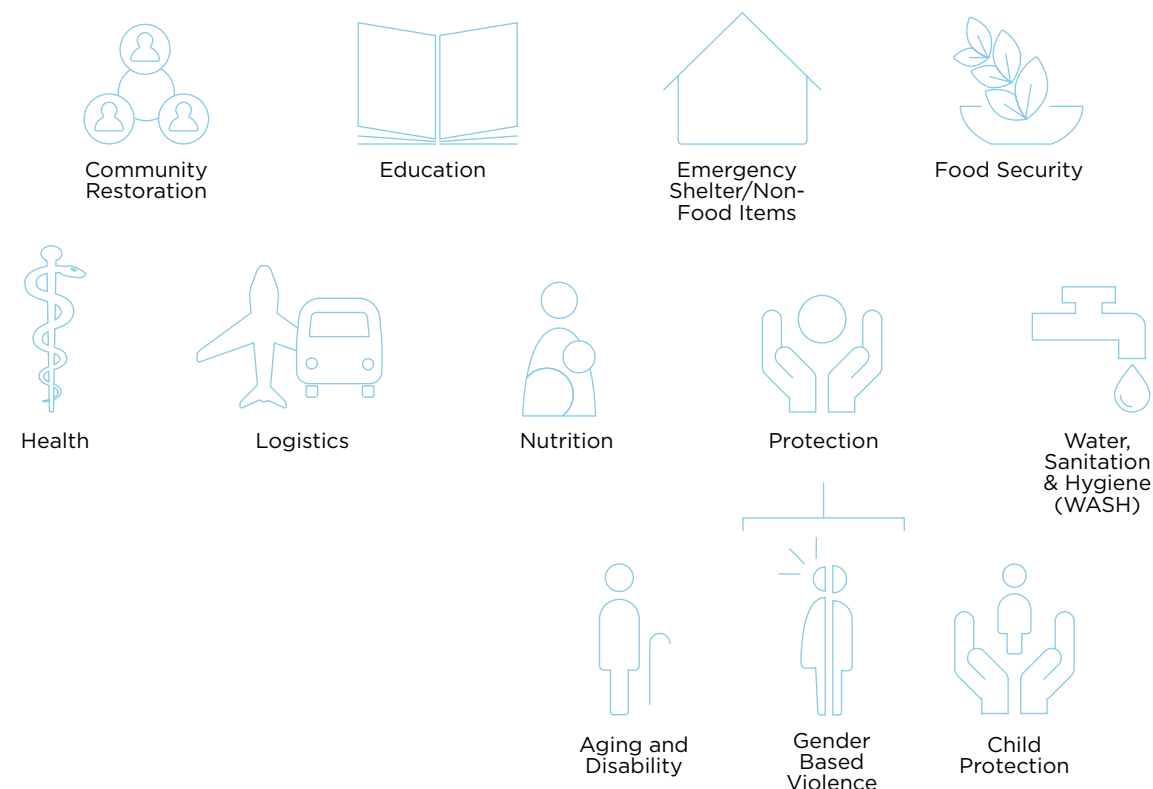 Community
Restoration
Education
Emergency
Shelter/Non-
Food Items
Food Security
Health
Logistics
Nutrition
Protection
Water,
Sanitation
& Hygiene
(WASH)
Aging and
Disability
Gender
Based
Violence
Child
Protection